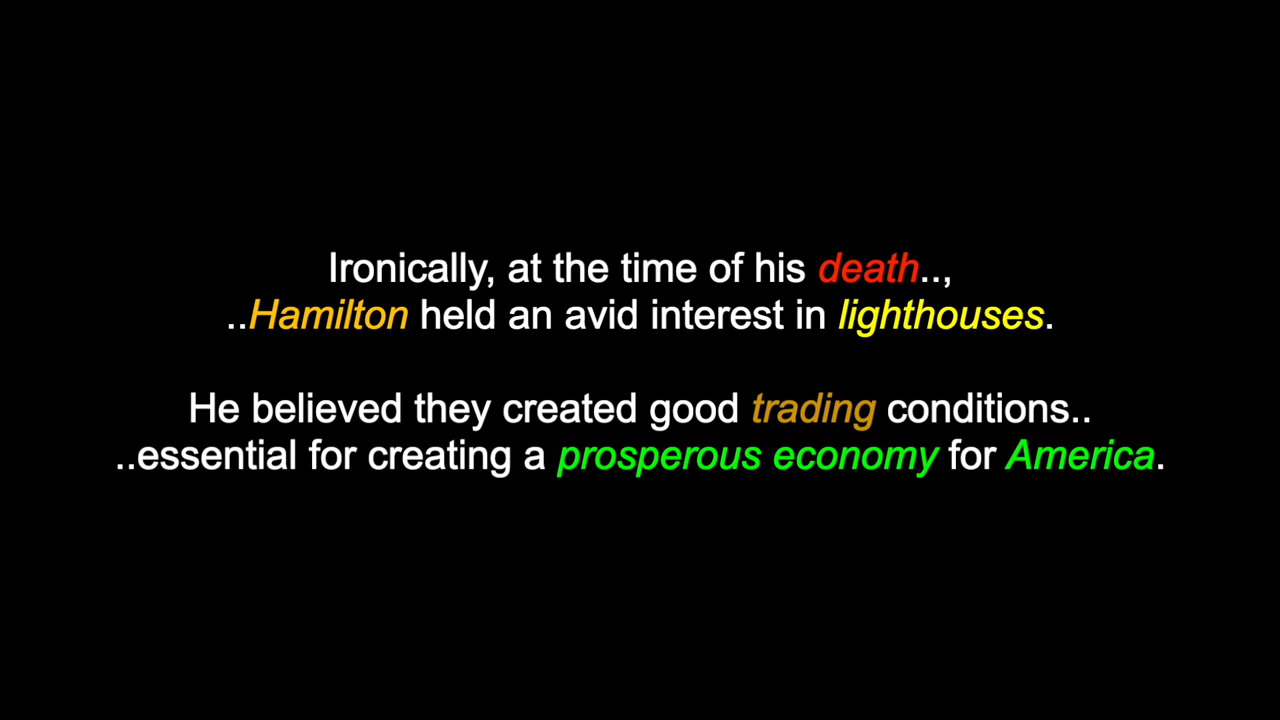 Ironically, at the time of his death..,
..Hamilton held an avid interest in lighthouses.
He believed they created good trading conditions..
..essential for creating a prosperous economy for America.